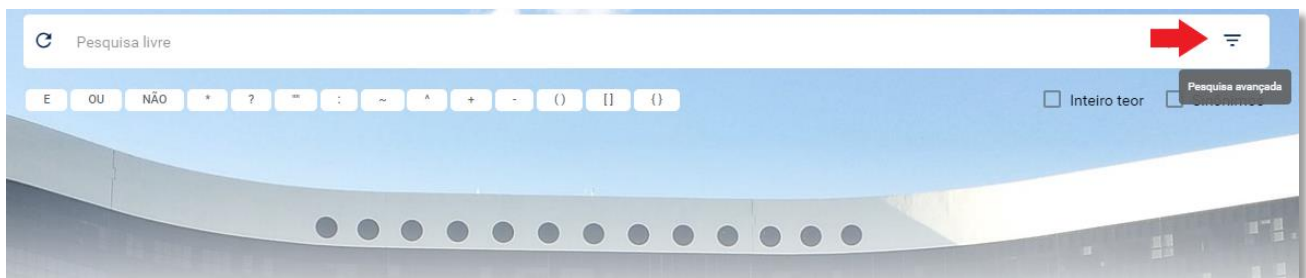 Pesquisa livre
E OU NÃO * ? "" : ~ ^ + - () [] {}
Inteiro teor
Pesquisa avançada